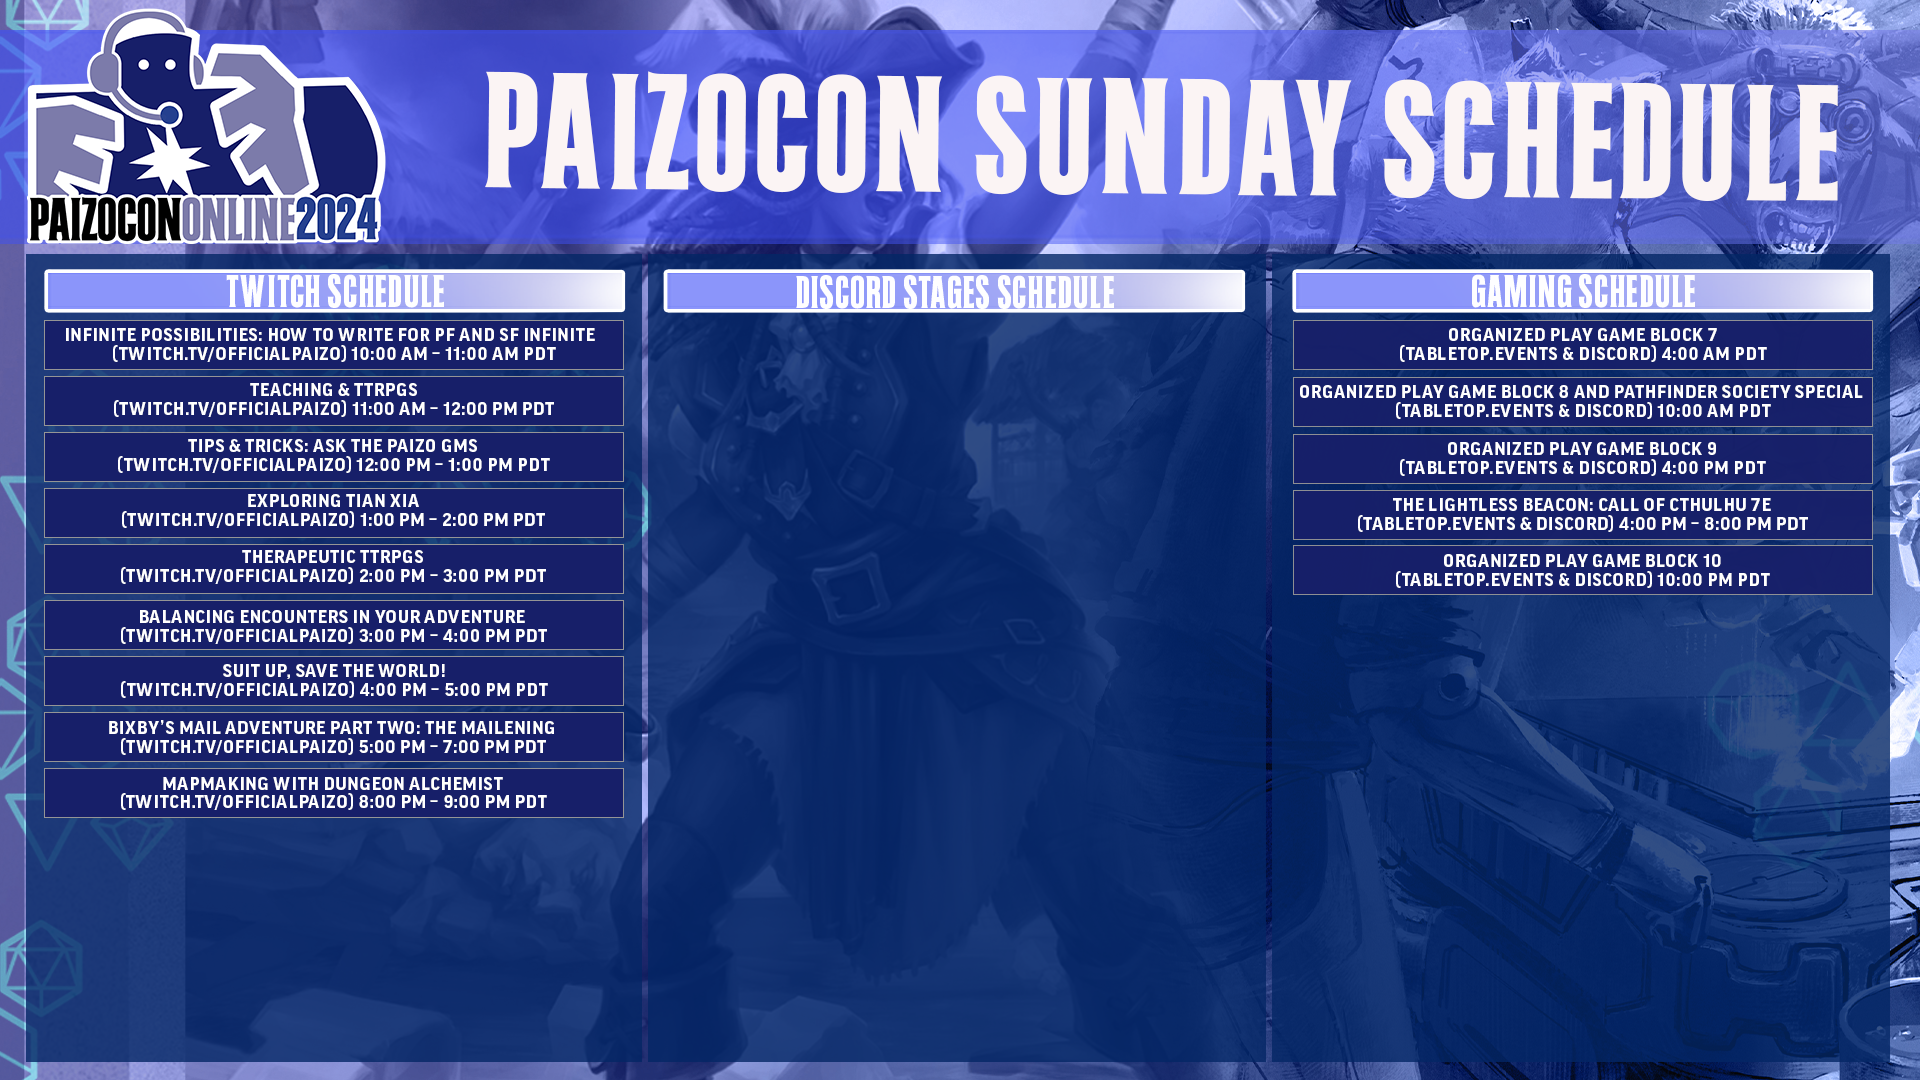 PAIZOCONONLINE2024
PAIZOCON SUNDAY SCHEDULE
TWITCH SCHEDULE
INFINITE POSSIBILITIES: HOW TO WRITE FOR PF AND SF INFINITE
(TWITCH.TV/OFFICIALPAIZO) 10:00 AM – 11:00 AM PDT
TEACHING & TTRPGS
(TWITCH.TV/OFFICIALPAIZO) 11:00 AM – 12:00 PM PDT
TIPS & TRICKS: ASK THE PAIZO GMS
(TWITCH.TV/OFFICIALPAIZO) 12:00 PM – 1:00 PM PDT
EXPLORING TIAN XIA
(TWITCH.TV/OFFICIALPAIZO) 1:00 PM – 2:00 PM PDT
THERAPEUTIC TTRPGS
(TWITCH.TV/OFFICIALPAIZO) 2:00 PM – 3:00 PM PDT
BALANCING ENCOUNTERS IN YOUR ADVENTURE
(TWITCH.TV/OFFICIALPAIZO) 3:00 PM – 4:00 PM PDT
SUIT UP, SAVE THE WORLD!
(TWITCH.TV/OFFICIALPAIZO) 4:00 PM – 5:00 PM PDT
BIXBY'S MAIL ADVENTURE PART TWO: THE MAILENING
(TWITCH.TV/OFFICIALPAIZO) 5:00 PM – 7:00 PM PDT
MAPMAKING WITH DUNGEON ALCHEMIST
(TWITCH.TV/OFFICIALPAIZO) 8:00 PM – 9:00 PM PDT
DISCORD STAGES SCHEDULE
GAMING SCHEDULE
ORGANIZED PLAY GAME BLOCK 7
(TABLETOP.EVENTS & DISCORD) 4:00 AM PDT
ORGANIZED PLAY GAME BLOCK 8 AND PATHFINDER SOCIETY SPECIAL
(TABLETOP.EVENTS & DISCORD) 10:00 AM PDT
ORGANIZED PLAY GAME BLOCK 9
(TABLETOP.EVENTS & DISCORD) 4:00 PM PDT
THE LIGHTLESS BEACON: CALL OF CTHULHU 7E
(TABLETOP.EVENTS & DISCORD) 4:00 PM – 8:00 PM PDT
ORGANIZED PLAY GAME BLOCK 10
(TABLETOP.EVENTS & DISCORD) 10:00 PM PDT